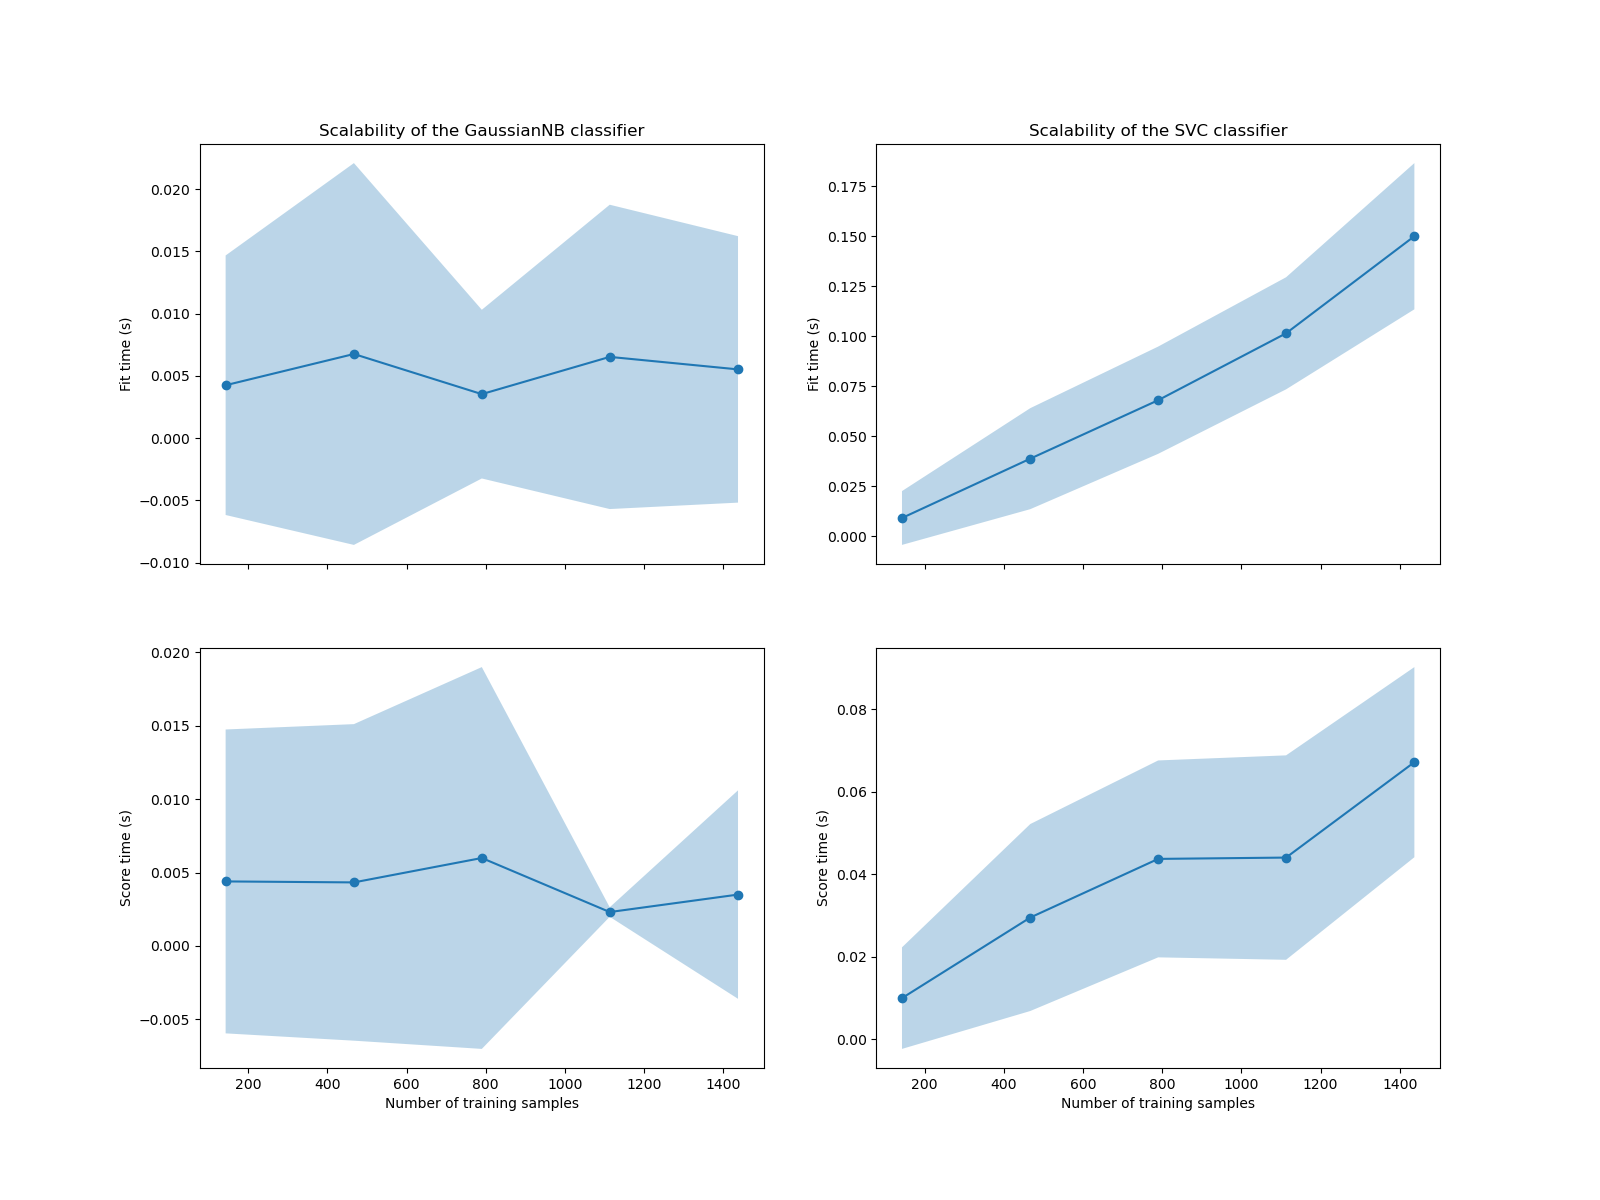 Scalability of the GaussianNB classifier
Scalability of the SVC classifier
0.020
0.015
0.010
0.005
0.000
−0.005
−0.010
Fit time (s)
0.175
0.150
0.125
0.100
0.075
0.050
0.025
0.000
Fit time (s)
0.020
0.015
0.010
0.005
0.000
−0.005
Score time (s)
200 400 600 800 1000 1200 1400
Number of training samples
0.08
0.06
0.04
0.02
0.00
Score time (s)
200 400 600 800 1000 1200 1400
Number of training samples